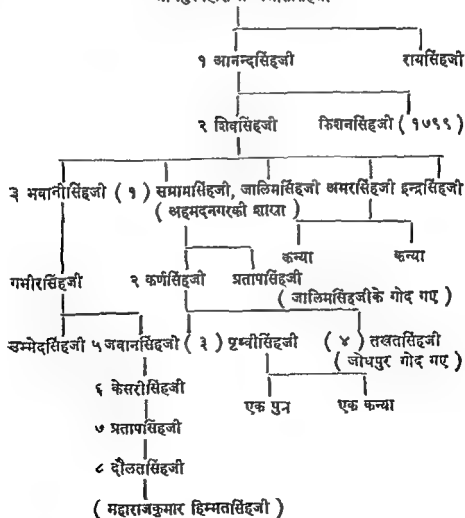 १ आनन्दसिंहजी रायसिंहजी
२ शिवसिंहजी किशनसिंहजी ( १७९९ )
३ भवानीसिंहजी ( १ ) सग्रामसिंहजी, जालिमसिंहजी अमरसिंहजी इन्द्रसिंहजी
( अहमदनगरकी शाखा )
कन्या कन्या
गभीरसिंहजी २ कर्णसिंहजी प्रतापसिंहजी
( जालिमसिंहजीके गोद गए )
उम्मेदसिंहजी ५ जवानसिंहजी ( ३ ) पृथ्वीसिंहजी ( ४ ) तखतसिंहजी
( जोधपुर गोद गए )
६ केसरीसिंहजी
एक पुन एक कन्या
७ प्रतापसिंहजी
८ दौलतसिंहजी
( महाराजकुमार हिम्मतसिंहजी )